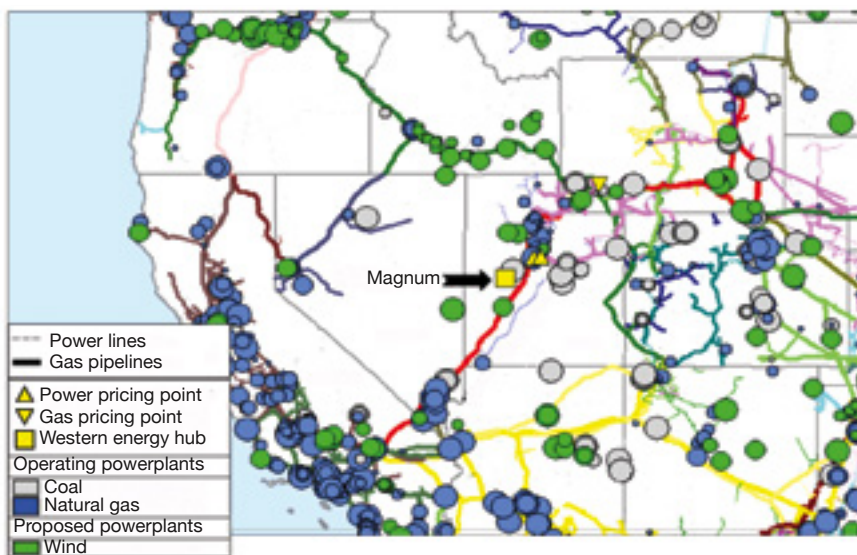 Magnum
Power lines
Gas pipelines
Power pricing point
Gas pricing point
Western energy hub
Operating powerplants
Coal
Natural gas
Proposed powerplants
Wind